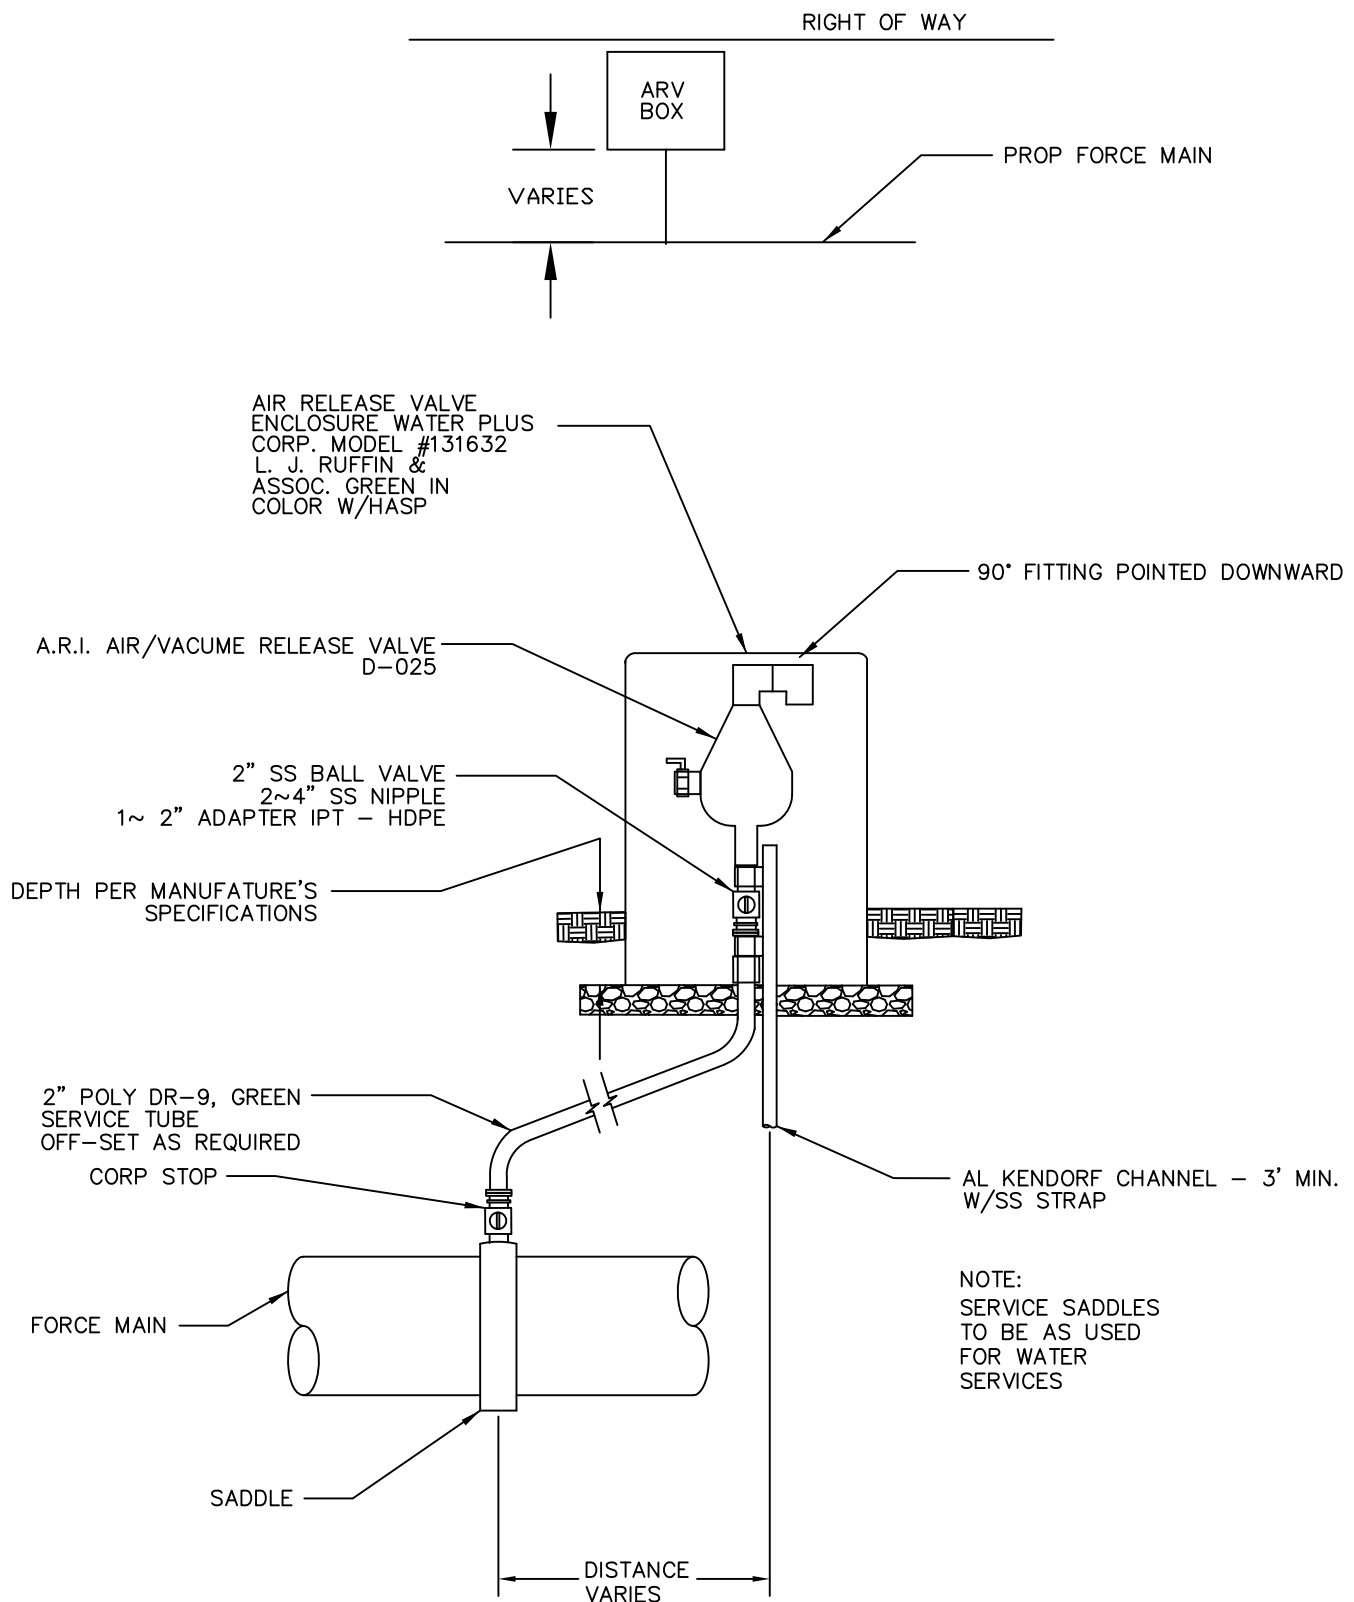 RIGHT OF WAY
ARV
BOX
PROP FORCE MAIN
VARIES
AIR RELEASE VALVE
ENCLOSURE WATER PLUS
CORP. MODEL #131632
L. J. RUFFIN &
ASSOC. GREEN IN
COLOR W/HASP
90° FITTING POINTED DOWNWARD
A.R.I. AIR/VACUME RELEASE VALVE
D-025
2" SS BALL VALVE
2~4" SS NIPPLE
1~ 2" ADAPTER IPT - HDPE
DEPTH PER MANUFATURE'S
SPECIFICATIONS
2" POLY DR-9, GREEN
SERVICE TUBE
OFF-SET AS REQUIRED
CORP STOP
AL KENDORF CHANNEL - 3' MIN.
W/SS STRAP
NOTE:
SERVICE SADDLES
TO BE AS USED
FOR WATER
SERVICES
FORCE MAIN
SADDLE
DISTANCE
VARIES